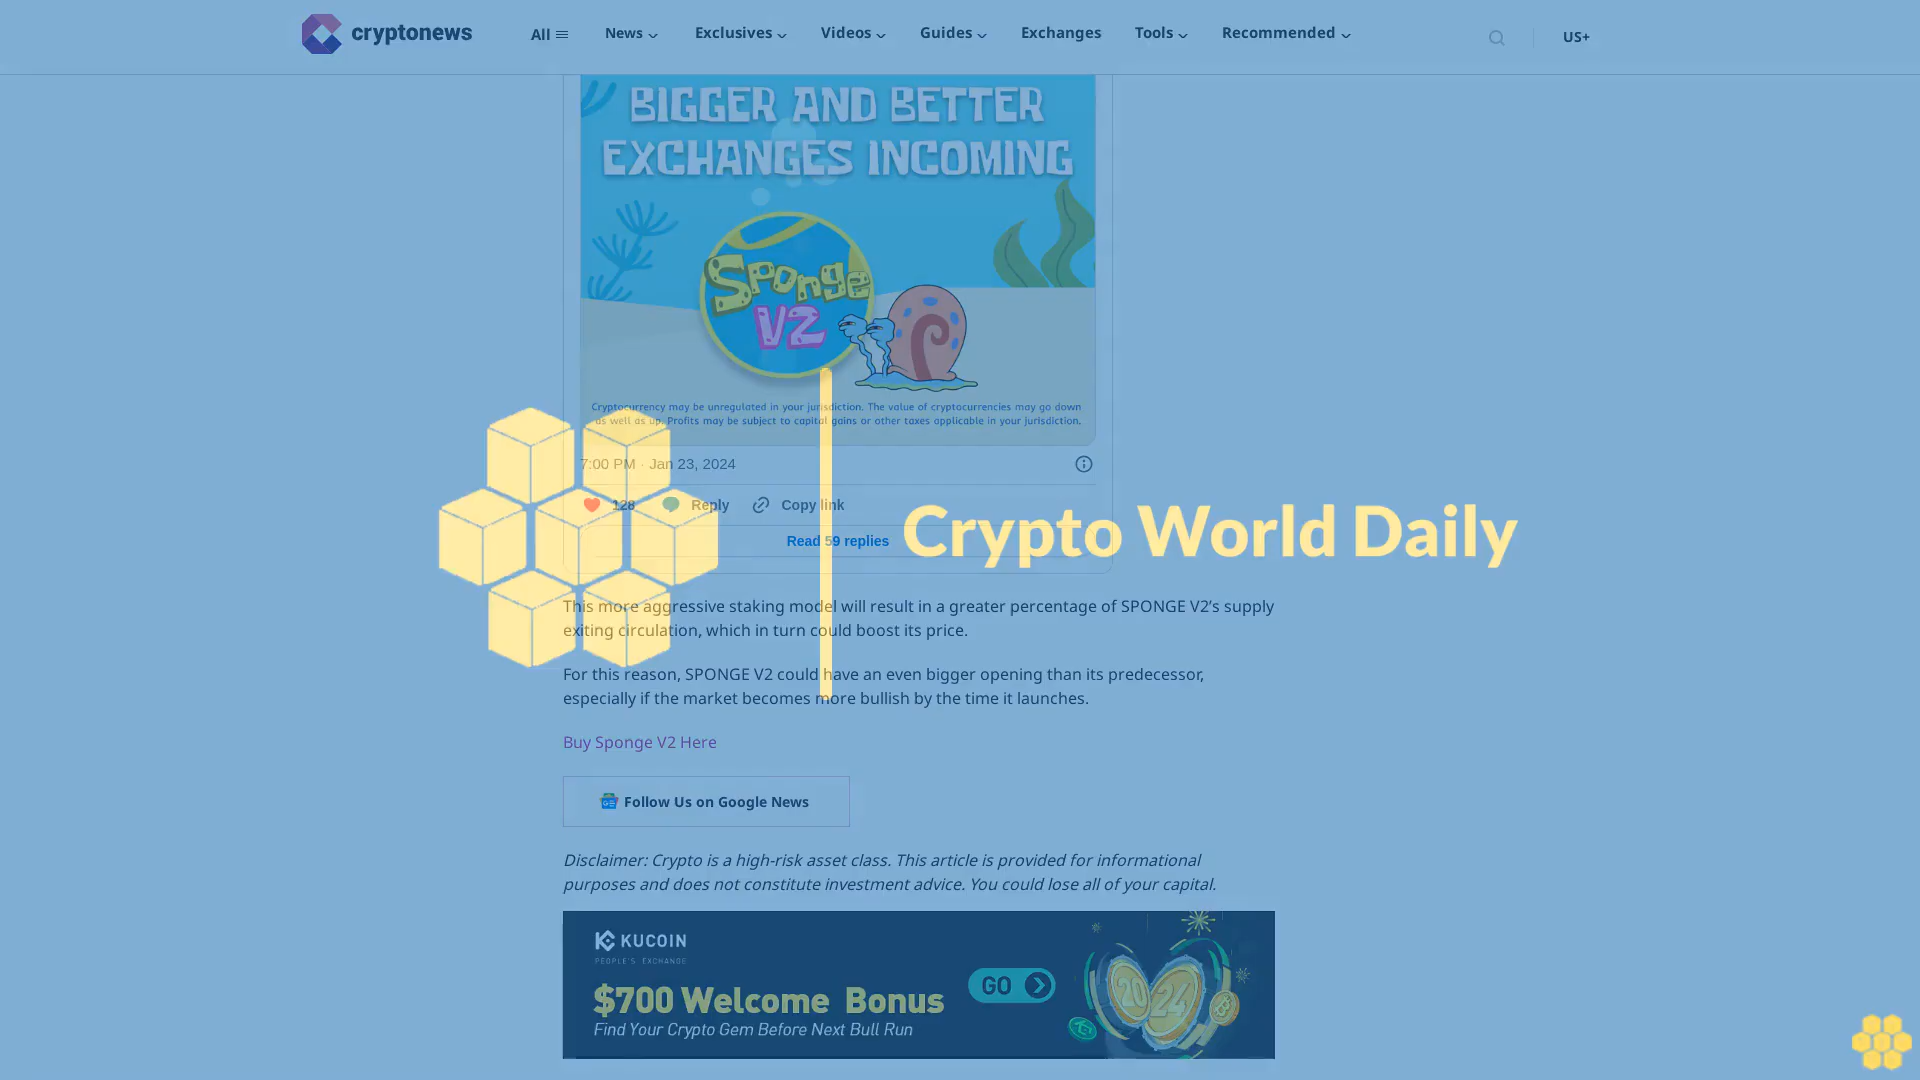 cryptonews
All
News
Exclusives
Videos
Guides
Exchanges
Tools
Recommended
US+
BIGGER AND BETTER
EXCHANGES INCOMING
Sponge
V2
Cryptocurrency may be unregulated in your jurisdiction. The value of cryptocurrencies may go down
as well as up. Profits may be subject to capital gains or other taxes applicable in your jurisdiction.
7:00 PM · Jan 23, 2024
128 Reply Copy link
Read 59 replies
Crypto World Daily
This more aggressive staking model will result in a greater percentage of SPONGE V2’s supply
exiting circulation, which in turn could boost its price.
For this reason, SPONGE V2 could have an even bigger opening than its predecessor,
especially if the market becomes more bullish by the time it launches.
Buy Sponge V2 Here
Follow Us on Google News
Disclaimer: Crypto is a high-risk asset class. This article is provided for informational
purposes and does not constitute investment advice. You could lose all of your capital.
KUCOIN
PEOPLE'S EXCHANGE
$700 Welcome Bonus
Find Your Crypto Gem Before Next Bull Run
GO
2024